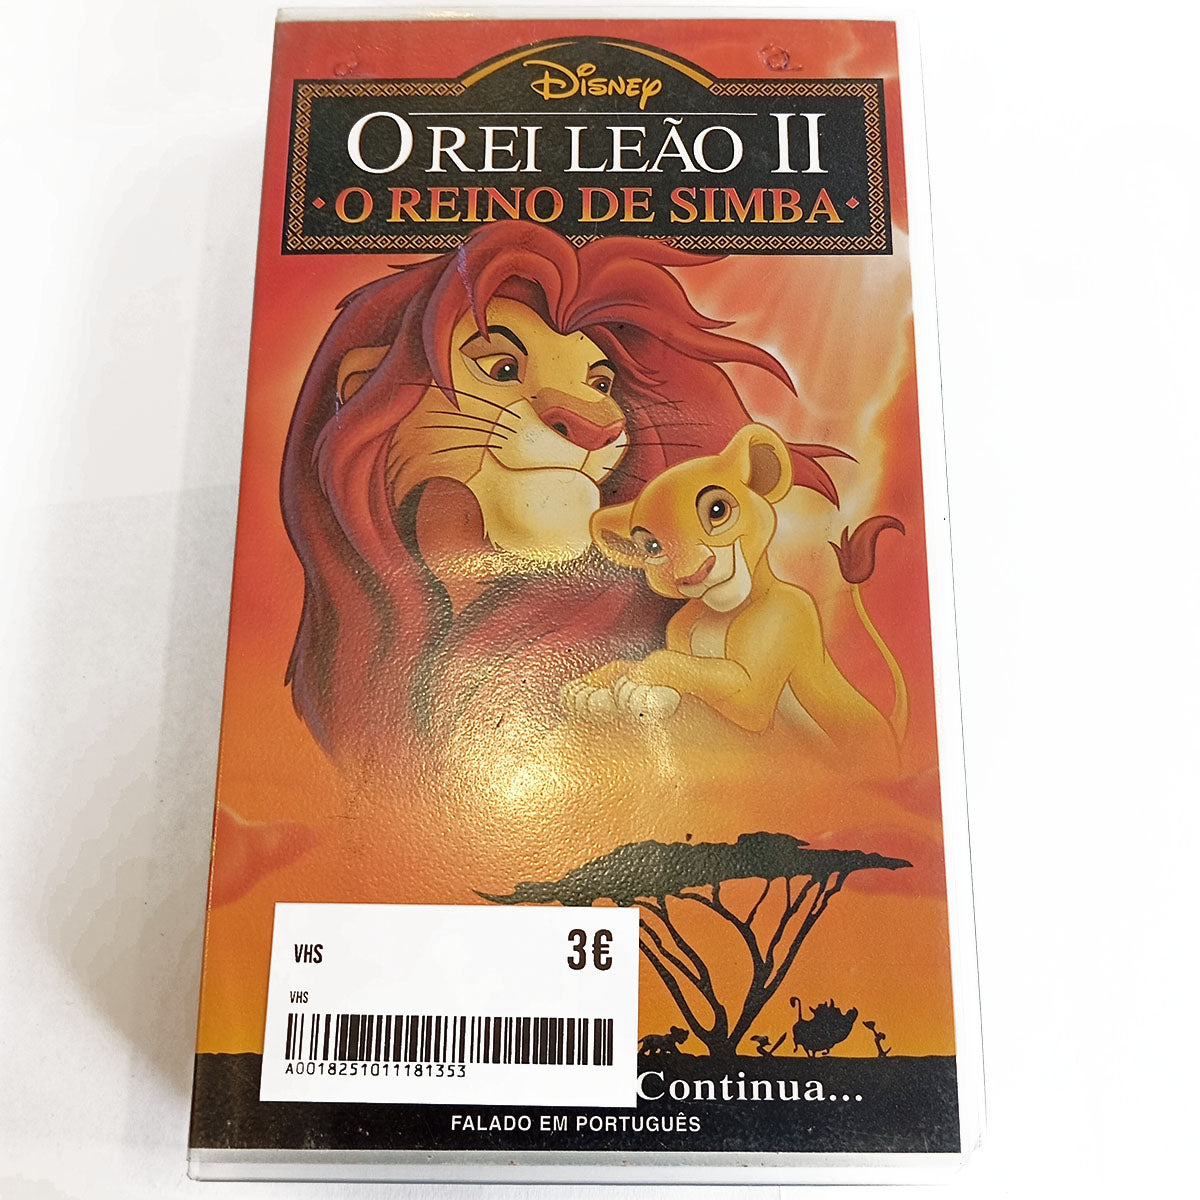 Disney
O REI LEÃO II
· O REINO DE SIMBA ·
VHS
3€
VHS
A0018251011181353
Continua...
FALADO EM PORTUGUÊS